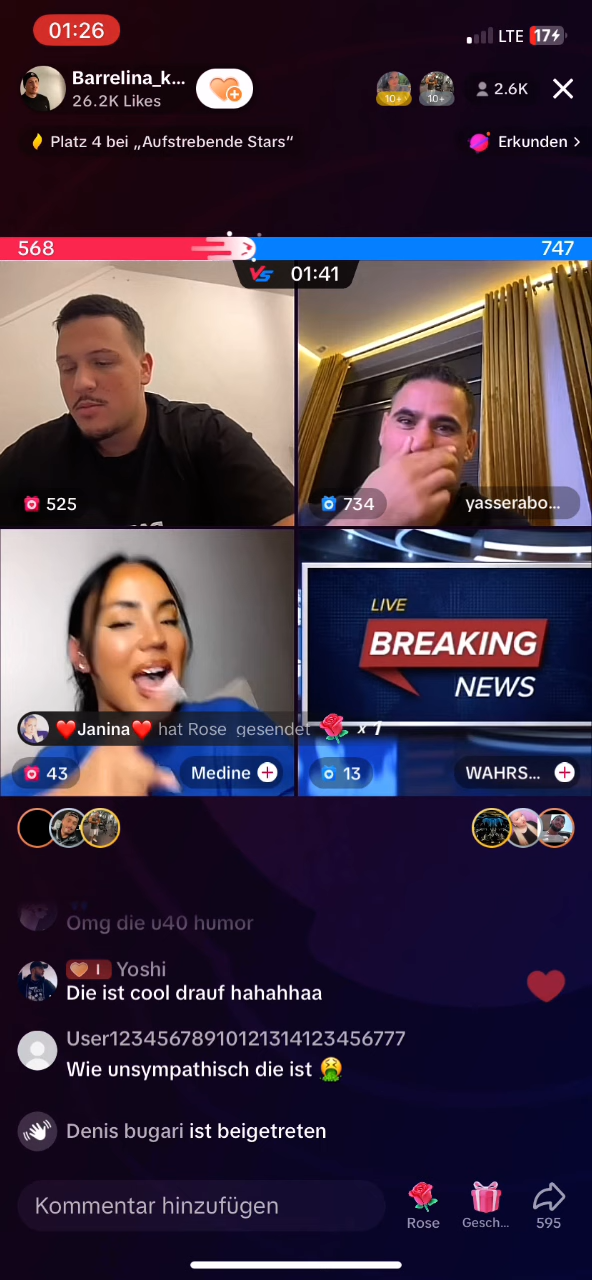 01:26
LTE 17
Barrelina_k...
26.2K Likes
10+
10+
2.6K
Platz 4 bei „Aufstrebende Stars“
Erkunden >
568
747
VS 01:41
525
734
yasserabo...
LIVE
BREAKING
NEWS
❤️Janina❤️ hat Rose gesendet 🌹 x 1
43
Medine
13
WAHRS...
Omg die u40 humor
I Yoshi
Die ist cool drauf hahahhaa
User12345678910121314123456777
Wie unsympathisch die ist 🤮
Denis bugari ist beigetreten
Kommentar hinzufügen
Rose
Gesch...
595